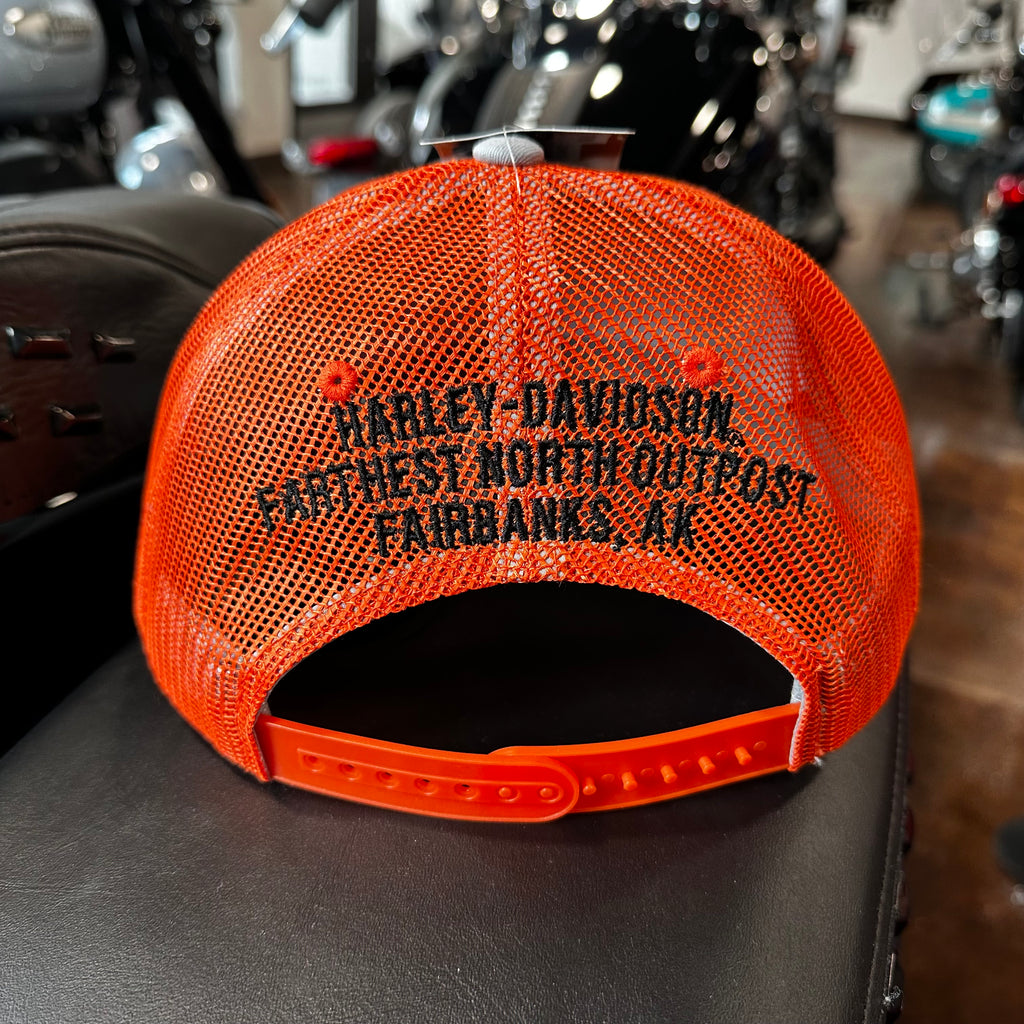 HARLEY-DAVIDSON®
FARTHEST NORTH OUTPOST
FAIRBANKS, AK